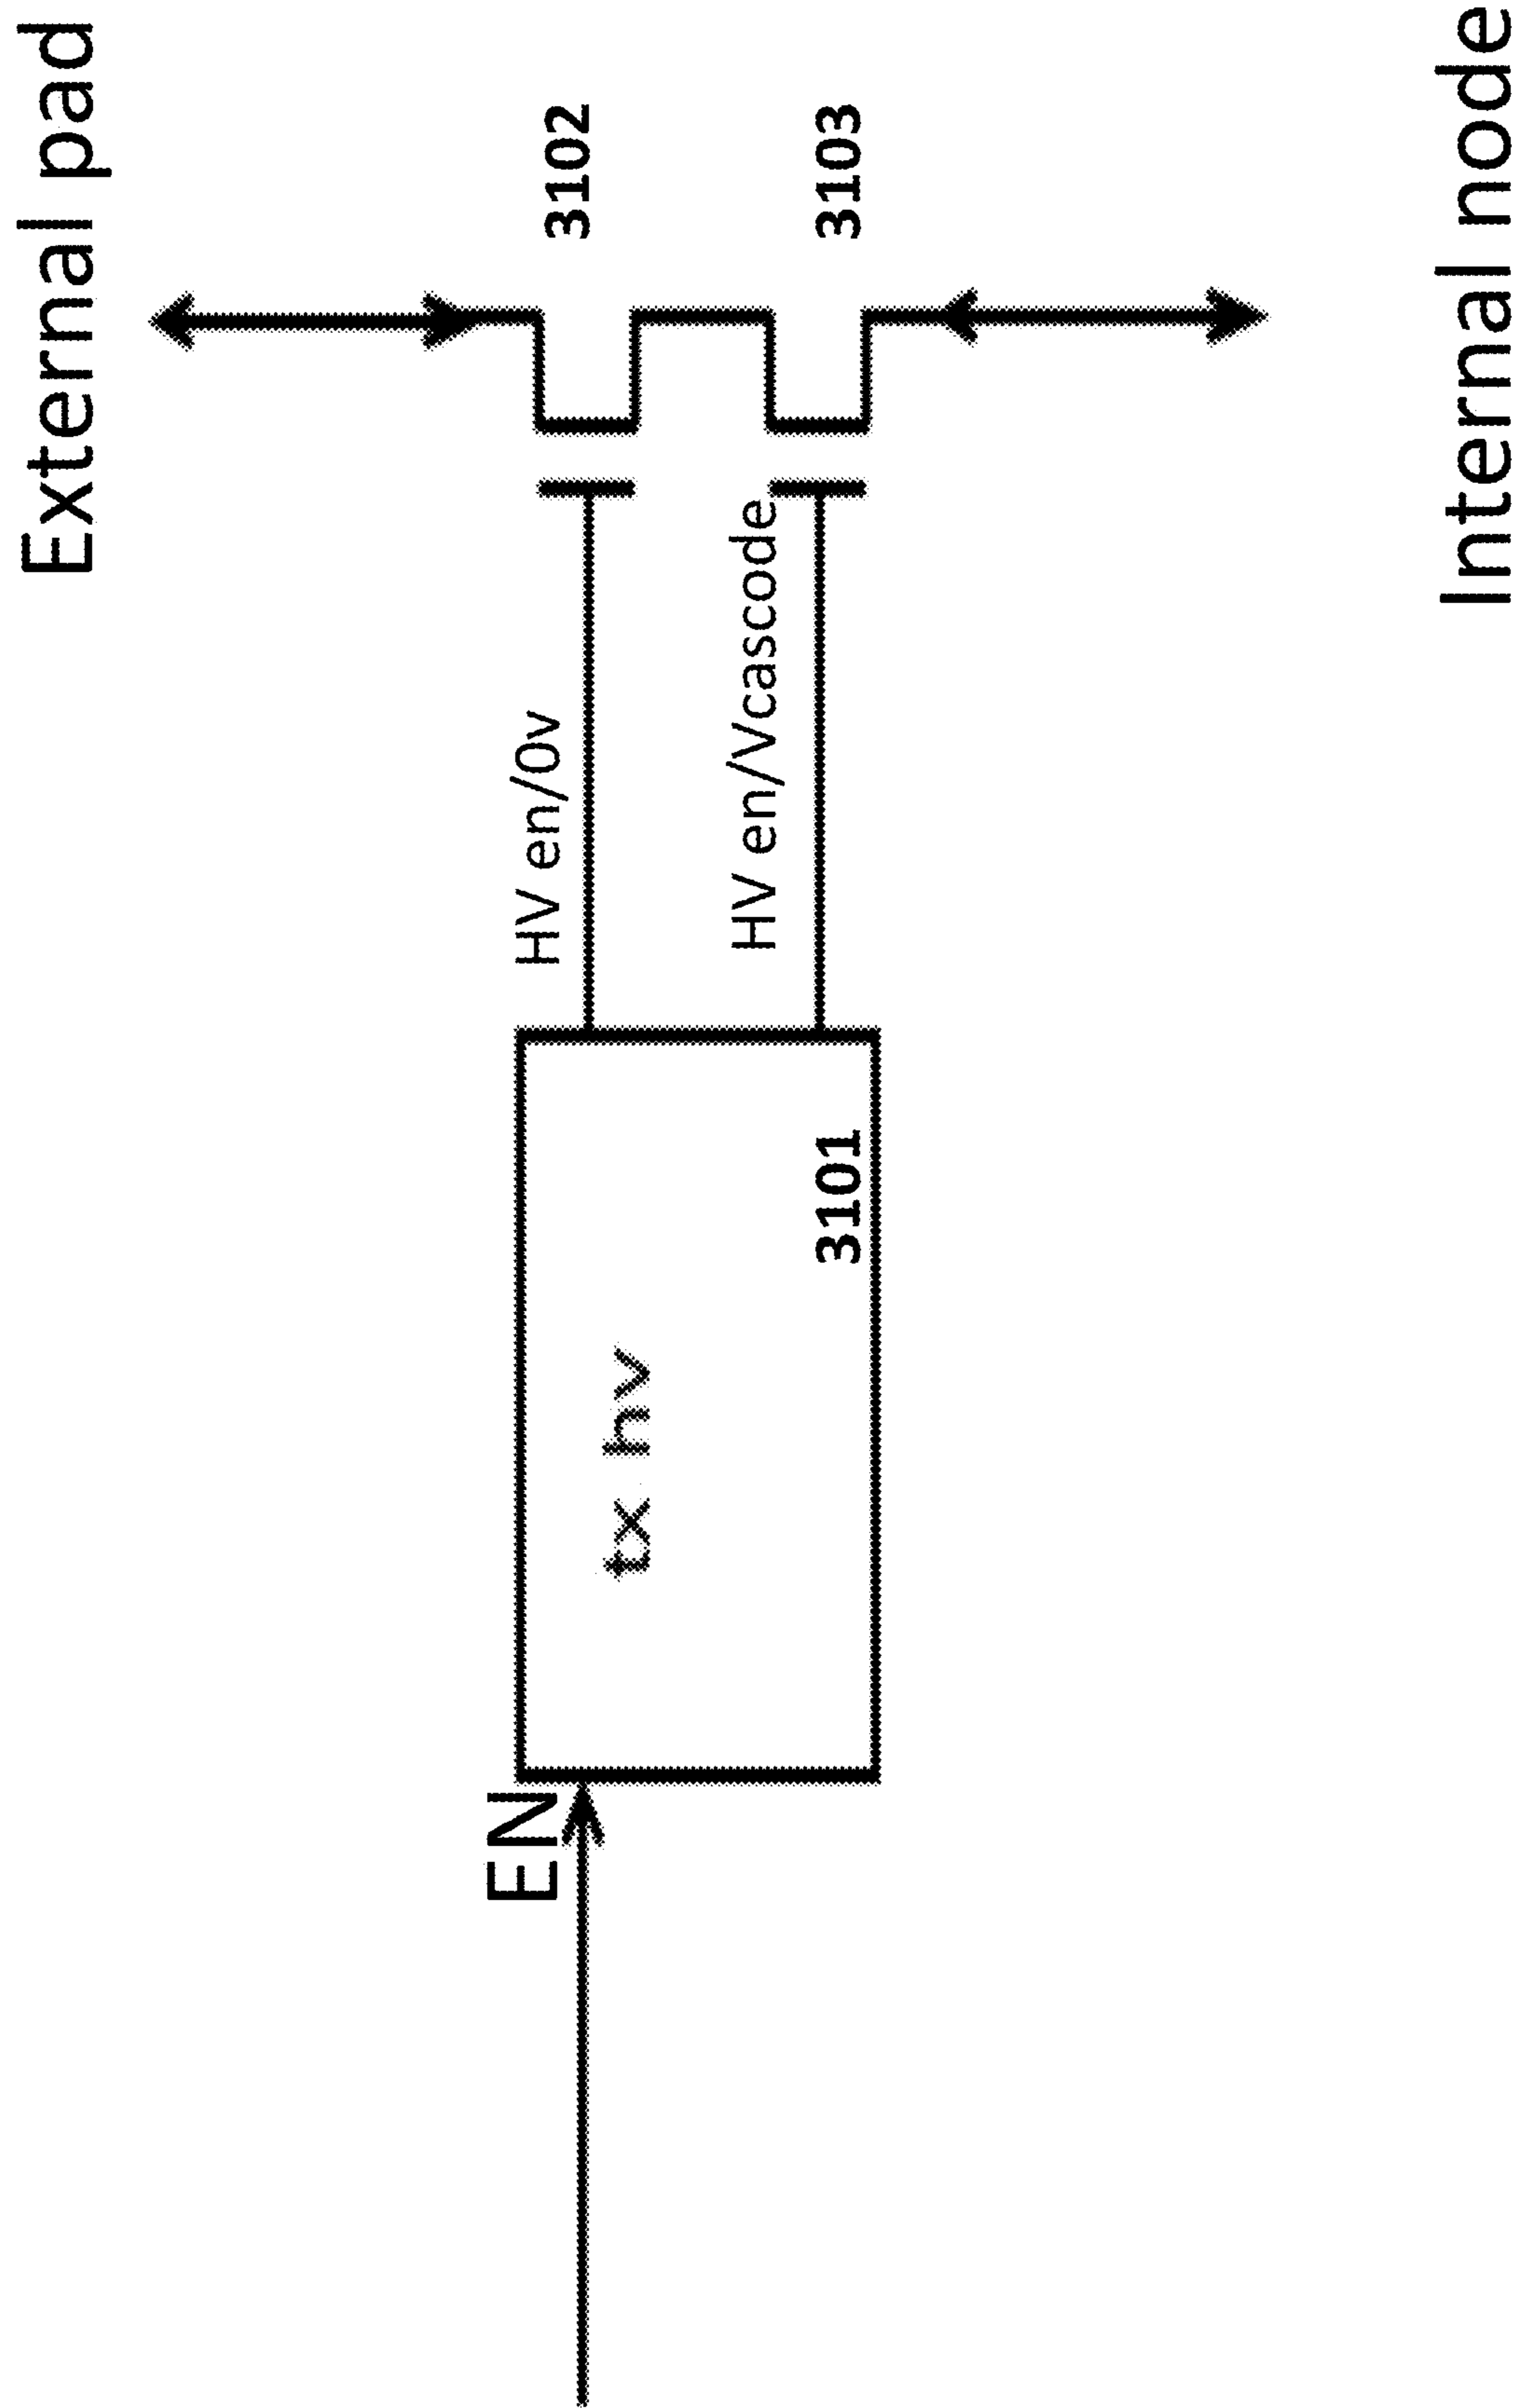 External pad
3102
3103
HV en/0v
HV en/Vcascode
tx hv
3101
EN
Internal node